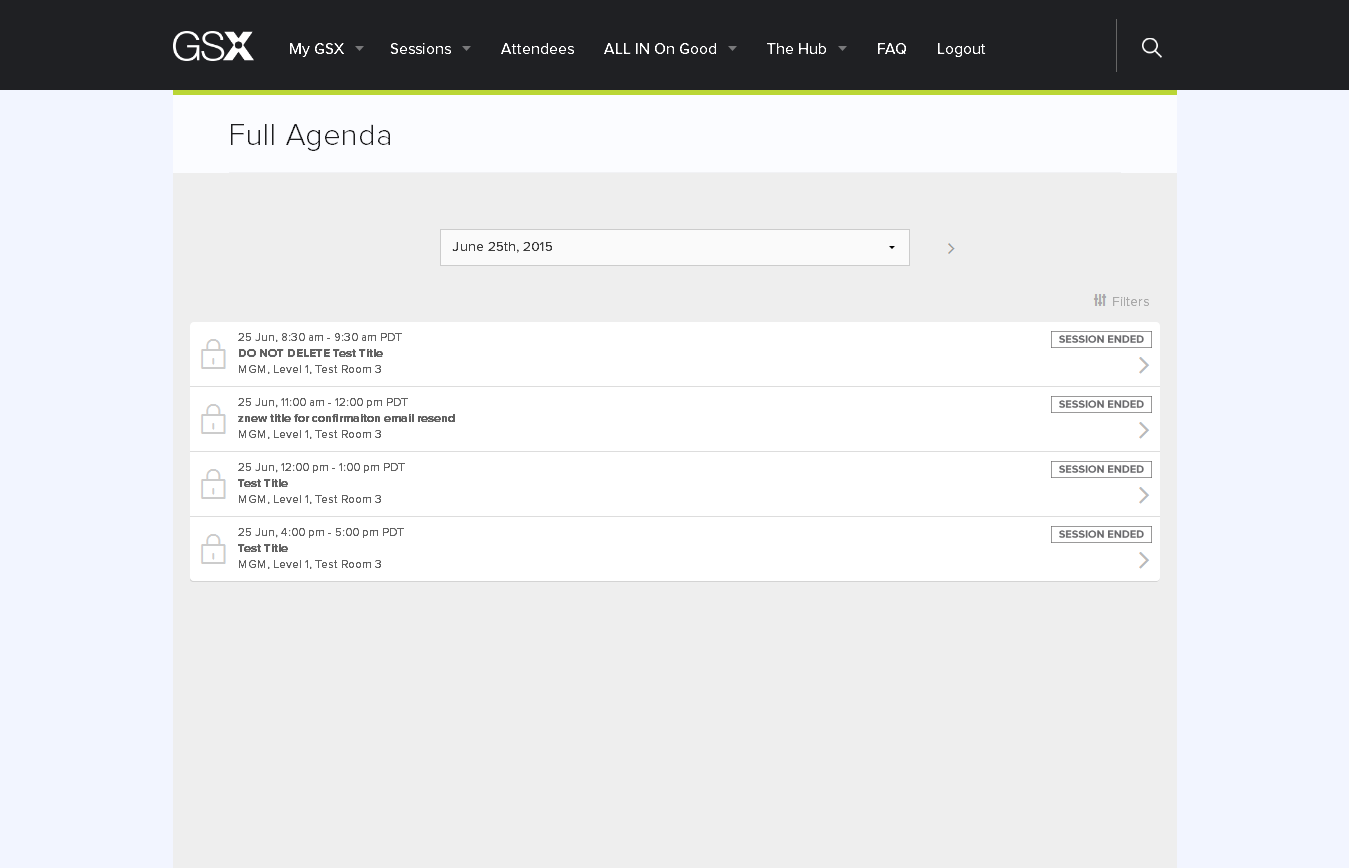 GSX My GSX Sessions Attendees ALL IN On Good The Hub FAQ Logout
Full Agenda
June 25th, 2015
Filters
25 Jun, 8:30 am - 9:30 am PDT SESSION ENDED
DO NOT DELETE Test Title
MGM, Level 1, Test Room 3
25 Jun, 11:00 am - 12:00 pm PDT SESSION ENDED
znew title for confirmaiton email resend
MGM, Level 1, Test Room 3
25 Jun, 12:00 pm - 1:00 pm PDT SESSION ENDED
Test Title
MGM, Level 1, Test Room 3
25 Jun, 4:00 pm - 5:00 pm PDT SESSION ENDED
Test Title
MGM, Level 1, Test Room 3